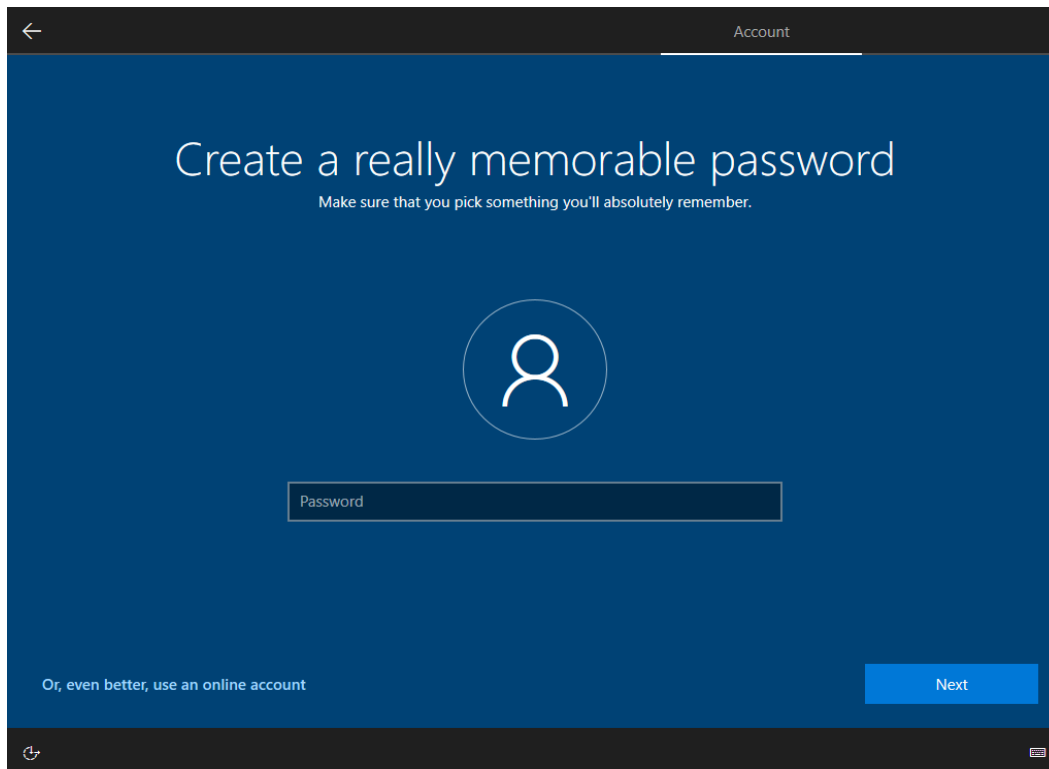 Account
Create a really memorable password
Make sure that you pick something you'll absolutely remember.
Password
Or, even better, use an online account
Next